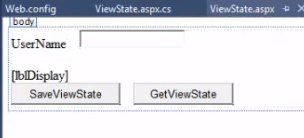 Web.config ViewState.aspx.cs ViewState.aspx
body
UserName
[lblDisplay]
SaveViewState GetViewState